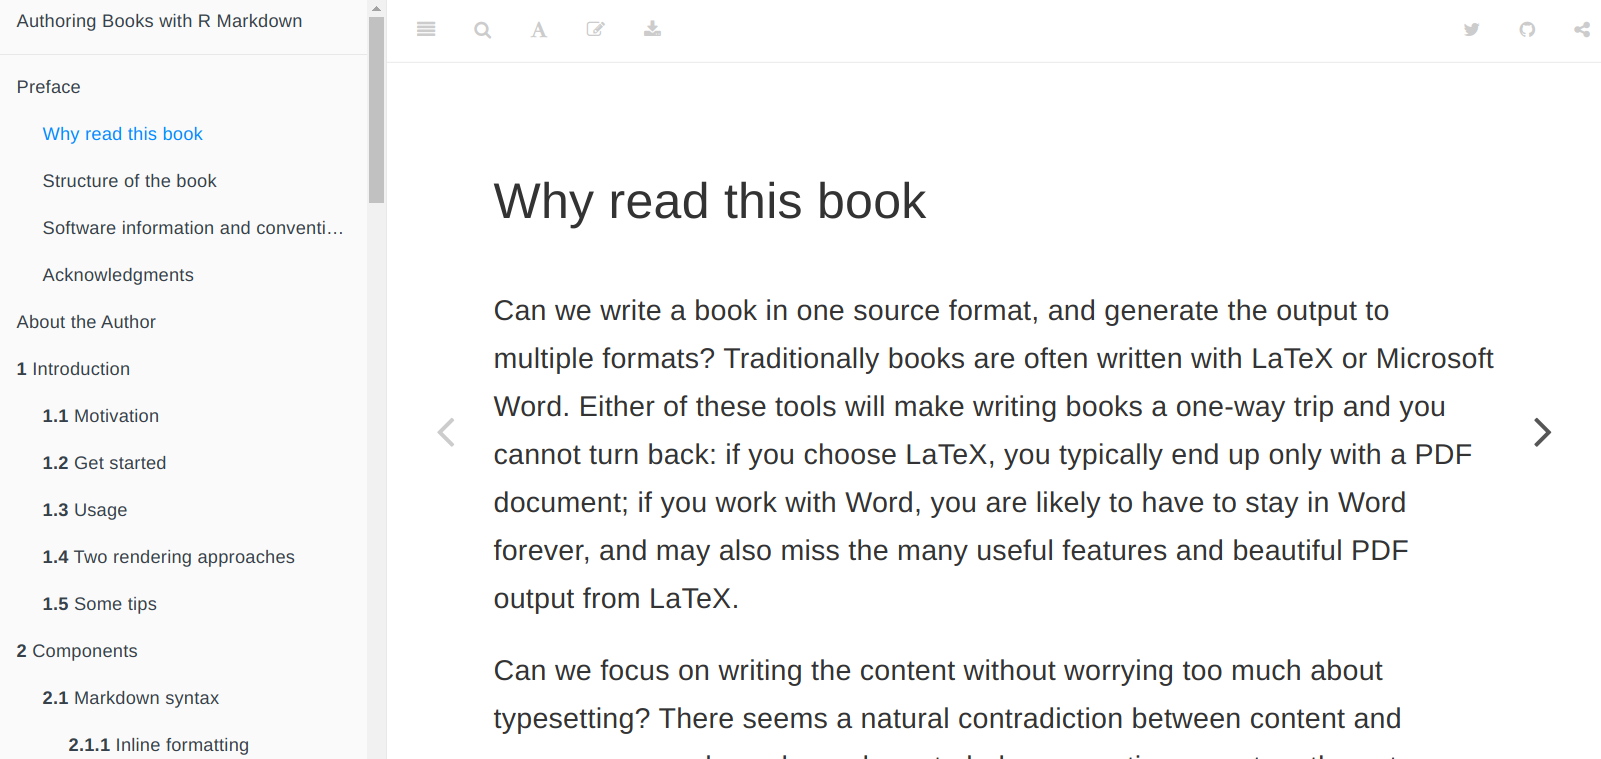 Authoring Books with R Markdown
Preface
Why read this book
Structure of the book
Software information and conventi…
Acknowledgments
About the Author
1 Introduction
1.1 Motivation
1.2 Get started
1.3 Usage
1.4 Two rendering approaches
1.5 Some tips
2 Components
2.1 Markdown syntax
2.1.1 Inline formatting
Why read this book
Can we write a book in one source format, and generate the output to
multiple formats? Traditionally books are often written with LaTeX or Microsoft
Word. Either of these tools will make writing books a one-way trip and you
cannot turn back: if you choose LaTeX, you typically end up only with a PDF
document; if you work with Word, you are likely to have to stay in Word
forever, and may also miss the many useful features and beautiful PDF
output from LaTeX.
Can we focus on writing the content without worrying too much about
typesetting? There seems a natural contradiction between content and